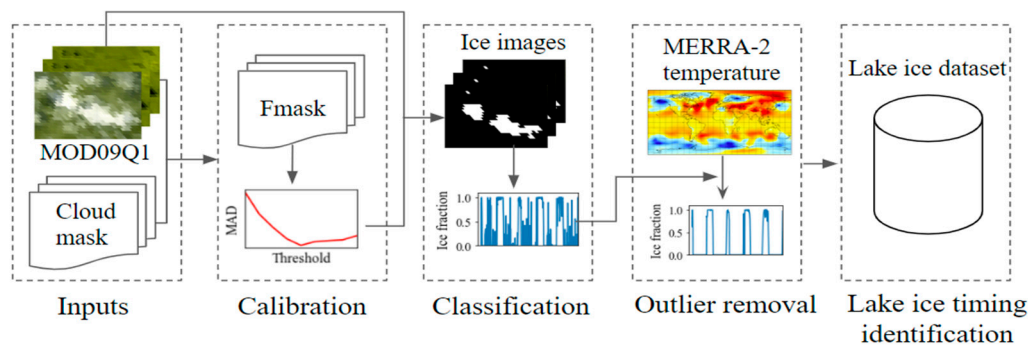 MOD09Q1
Cloud
mask
Inputs
Fmask
MAD
Threshold
Calibration
Ice images
Ice fraction
1.0
0.5
0.0
Classification
MERRA-2
temperature
Ice fraction
1.0
0.5
0.0
Outlier removal
Lake ice dataset
Lake ice timing
identification